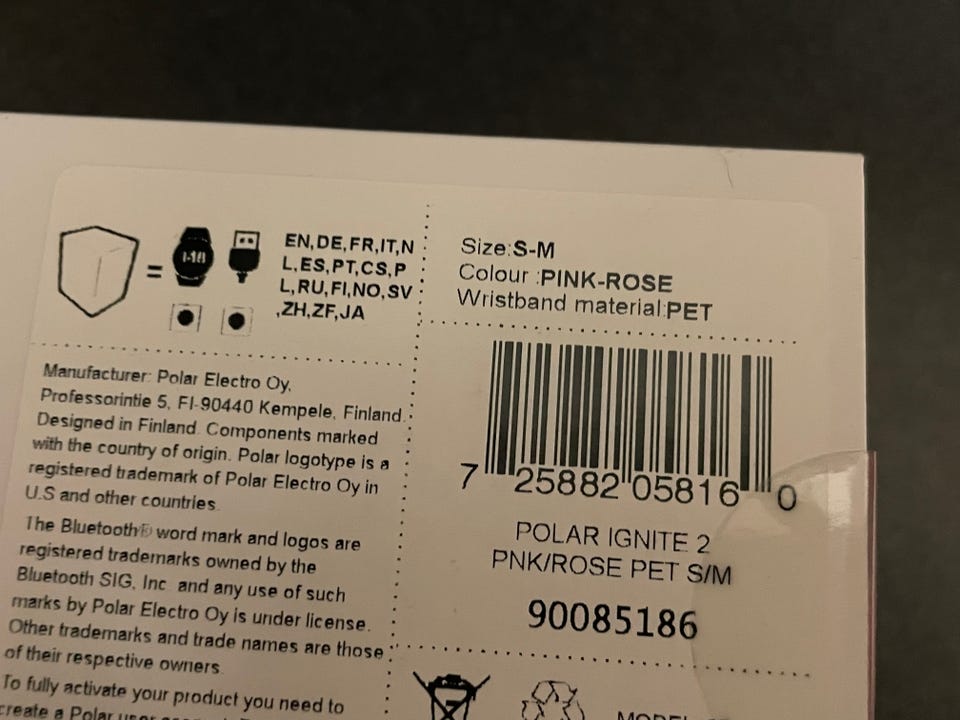 EN,DE,FR,IT,N
L,ES,PT,CS,P
L,RU,FI,NO,SV
,ZH,ZF,JA
Size:S-M
Colour :PINK-ROSE
Wristband material:PET
Manufacturer: Polar Electro Oy,
Professorintie 5, FI-90440 Kempele, Finland.
Designed in Finland. Components marked
with the country of origin. Polar logotype is a
registered trademark of Polar Electro Oy in
U.S and other countries.
The Bluetooth® word mark and logos are
registered trademarks owned by the
Bluetooth SIG, Inc. and any use of such
marks by Polar Electro Oy is under license.
Other trademarks and trade names are those
of their respective owners.
To fully activate your product you need to
create a Polar user
7 25882 05816 0
POLAR IGNITE 2
PNK/ROSE PET S/M
90085186